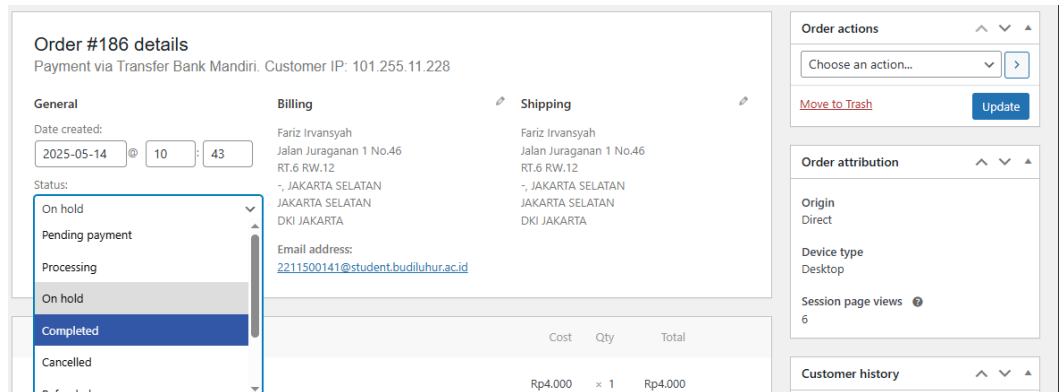 Order #186 details
Payment via Transfer Bank Mandiri. Customer IP: 101.255.11.228
General
Date created:
2025-05-14 @ 10 : 43
Status:
On hold
Pending payment
Processing
On hold
Completed
Cancelled
Billing
Fariz Irvansyah
Jalan Juraganan 1 No.46
RT.6 RW.12
-, JAKARTA SELATAN
JAKARTA SELATAN
DKI JAKARTA
Email address:
2211500141@student.budiluhur.ac.id
Shipping
Fariz Irvansyah
Jalan Juraganan 1 No.46
RT.6 RW.12
-, JAKARTA SELATAN
JAKARTA SELATAN
DKI JAKARTA
Cost Qty Total
Rp4.000 × 1 Rp4.000
Order actions
Choose an action...
Move to Trash
Update
Order attribution
Origin
Direct
Device type
Desktop
Session page views
6
Customer history